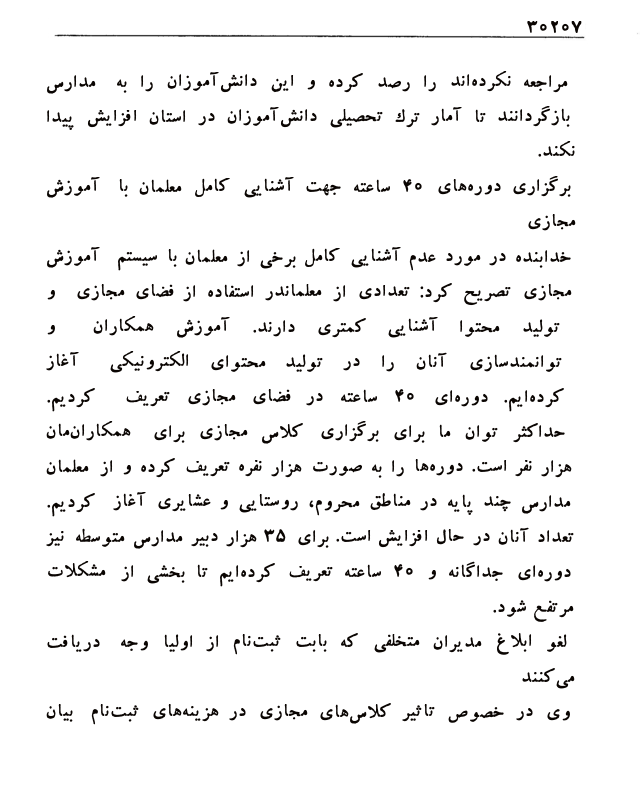 ۳۰۲۰۷
مراجعه نکرده‌اند را رصد کرده و این دانش‌آموزان را به مدارس
بازگردانند تا آمار ترك تحصیلی دانش‌آموزان در استان افزایش پیدا
نکند.
برگزاری دوره‌های ۴۰ ساعته جهت آشنایی کامل معلمان با آموزش
مجازی
خدابنده در مورد عدم آشنایی کامل برخی از معلمان با سیستم آموزش
مجازی تصریح کرد: تعدادی از معلماندر استفاده از فضای مجازی و
تولید محتوا آشنایی کمتری دارند. آموزش همکاران و
توانمندسازی آنان را در تولید محتوای الکترونیکی آغاز
کرده‌ایم. دوره‌ای ۴۰ ساعته در فضای مجازی تعریف کردیم.
حداکثر توان ما برای برگزاری کلاس مجازی برای همکاران‌مان
هزار نفر است. دوره‌ها را به صورت هزار نفره تعریف کرده و از معلمان
مدارس چند پایه در مناطق محروم، روستایی و عشایری آغاز کردیم.
تعداد آنان در حال افزایش است. برای ۳۵ هزار دبیر مدارس متوسطه نیز
دوره‌ای جداگانه و ۴۰ ساعته تعریف کرده‌ایم تا بخشی از مشکلات
مرتفع شود.
لغو ابلاغ مدیران متخلفی که بابت ثبت‌نام از اولیا وجه دریافت
می‌کنند
وی در خصوص تاثیر کلاس‌های مجازی در هزینه‌های ثبت‌نام بیان